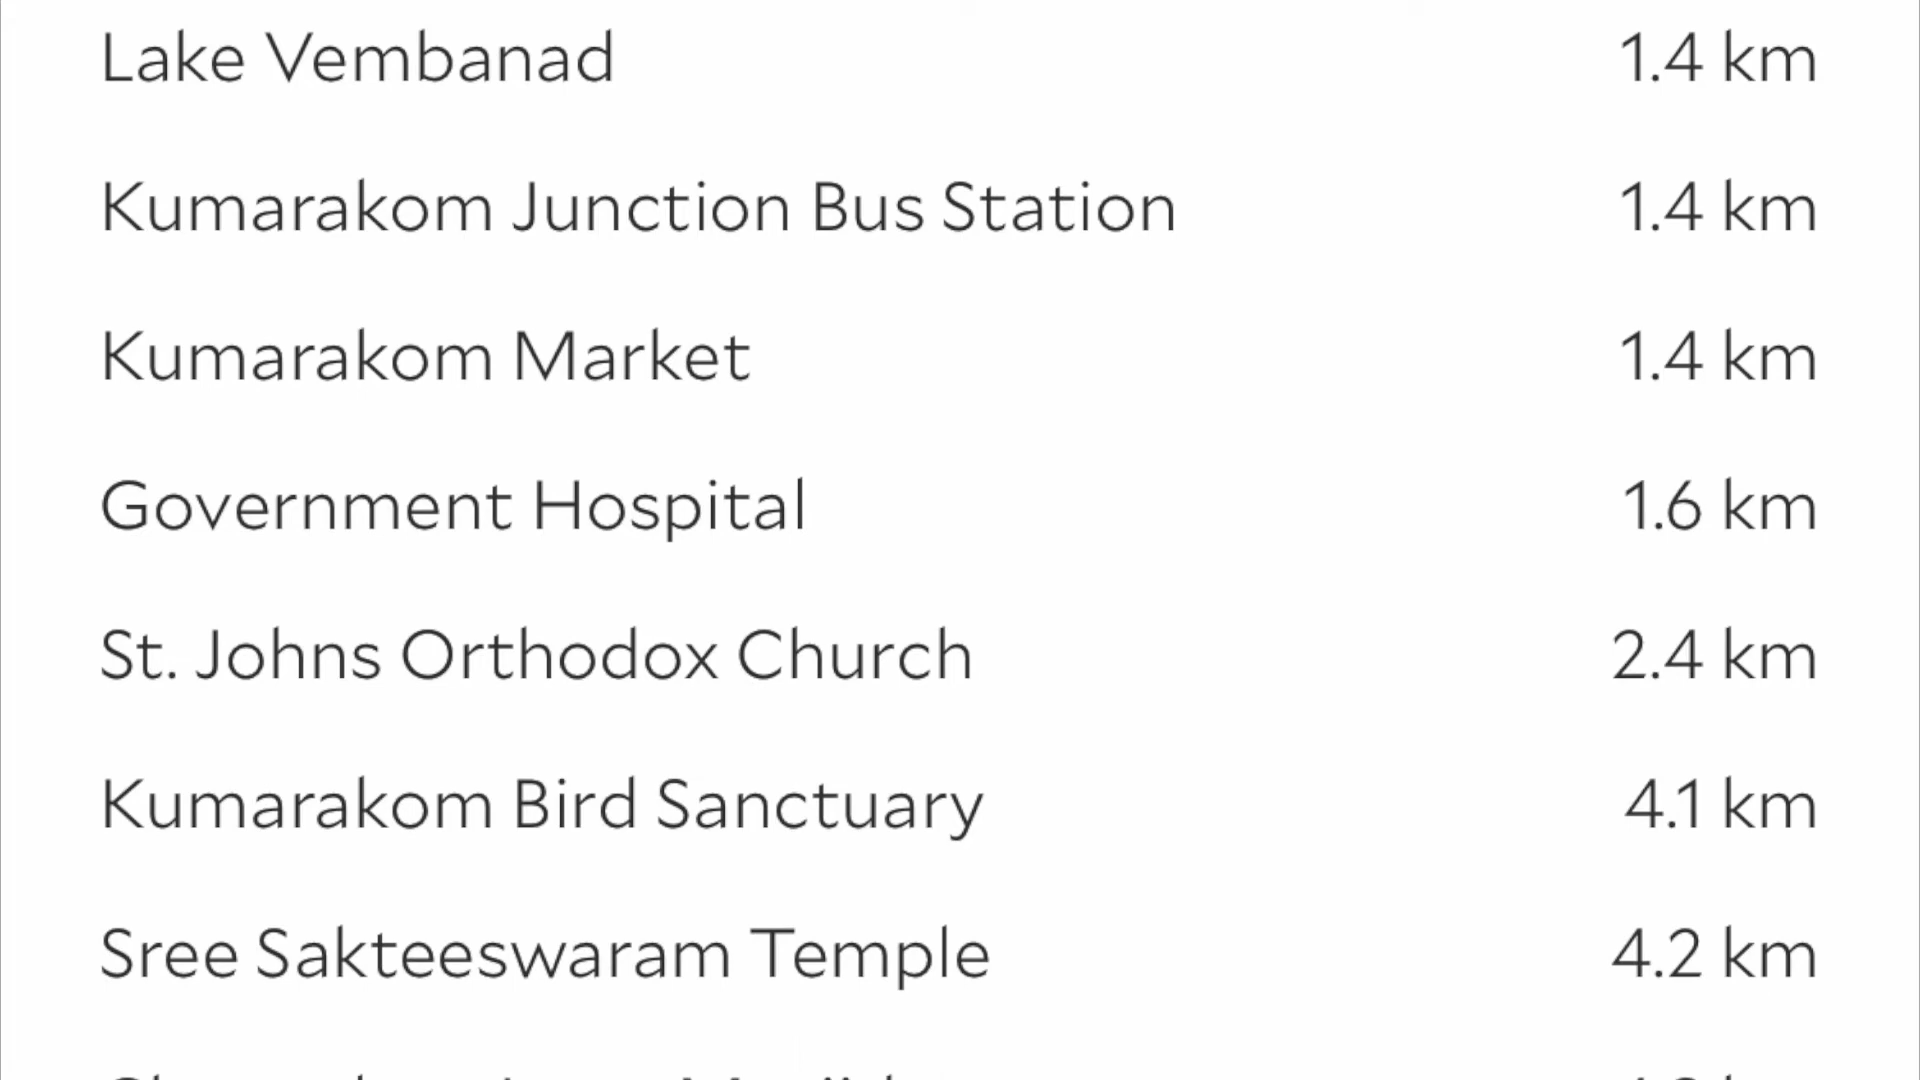 Lake Vembanad 1.4 km
Kumarakom Junction Bus Station 1.4 km
Kumarakom Market 1.4 km
Government Hospital 1.6 km
St. Johns Orthodox Church 2.4 km
Kumarakom Bird Sanctuary 4.1 km
Sree Sakteeswaram Temple 4.2 km